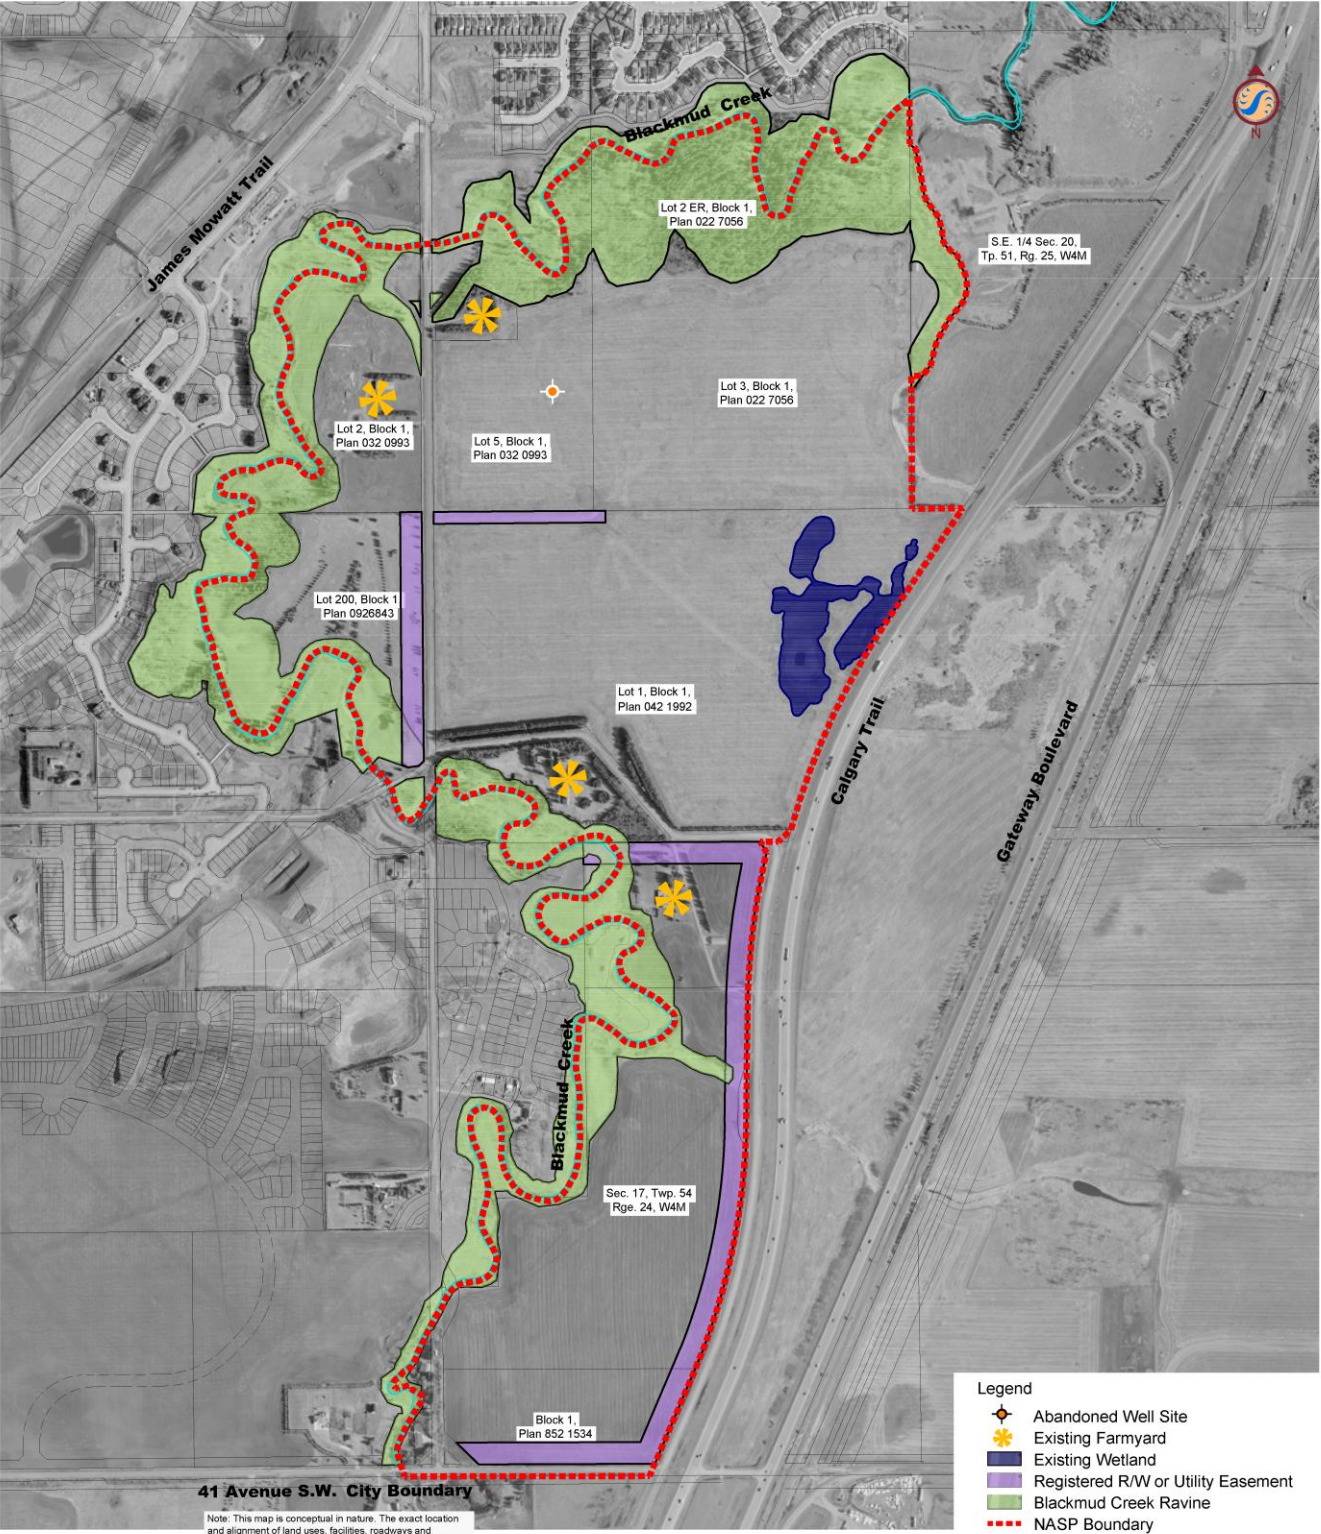 Blackmud Creek
N
James Mowatt Trail
Lot 2 ER, Block 1,
Plan 022 7056
S.E. 1/4 Sec. 20,
Tp. 51, Rg. 25, W4M
Lot 3, Block 1,
Plan 022 7056
Lot 2, Block 1,
Plan 032 0993
Lot 5, Block 1,
Plan 032 0993
Lot 200, Block 1
Plan 0926843
Lot 1, Block 1,
Plan 042 1992
Calgary Trail
Gateway Boulevard
Blackmud Creek
Sec. 17, Twp. 54
Rge. 24, W4M
Block 1,
Plan 852 1534
41 Avenue S.W. City Boundary
Note: This map is conceptual in nature. The exact location
and alignment of land uses, facilities, roadways and
Legend
Abandoned Well Site
Existing Farmyard
Existing Wetland
Registered R/W or Utility Easement
Blackmud Creek Ravine
NASP Boundary